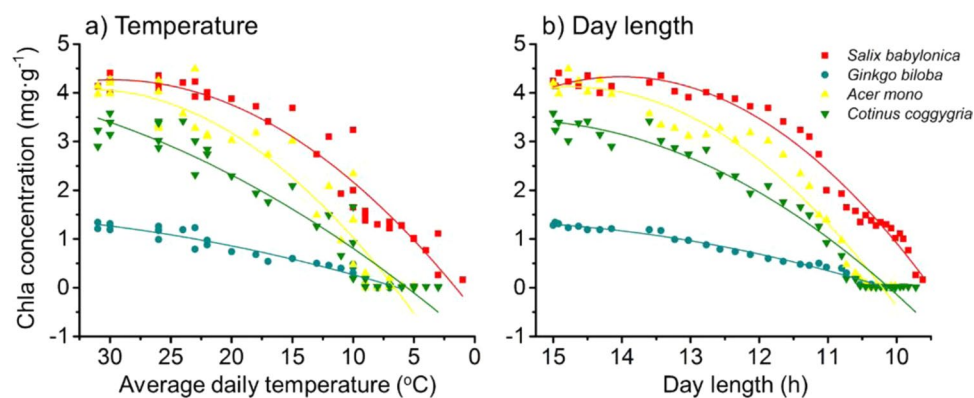 a) Temperature
b) Day length
Salix babylonica
Ginkgo biloba
Acer mono
Cotinus coggygria
Chla concentration (mg·g⁻¹)
5
4
3
2
1
0
-1
30 25 20 15 10 5 0
Average daily temperature (°C)
5
4
3
2
1
0
-1
15 14 13 12 11 10
Day length (h)